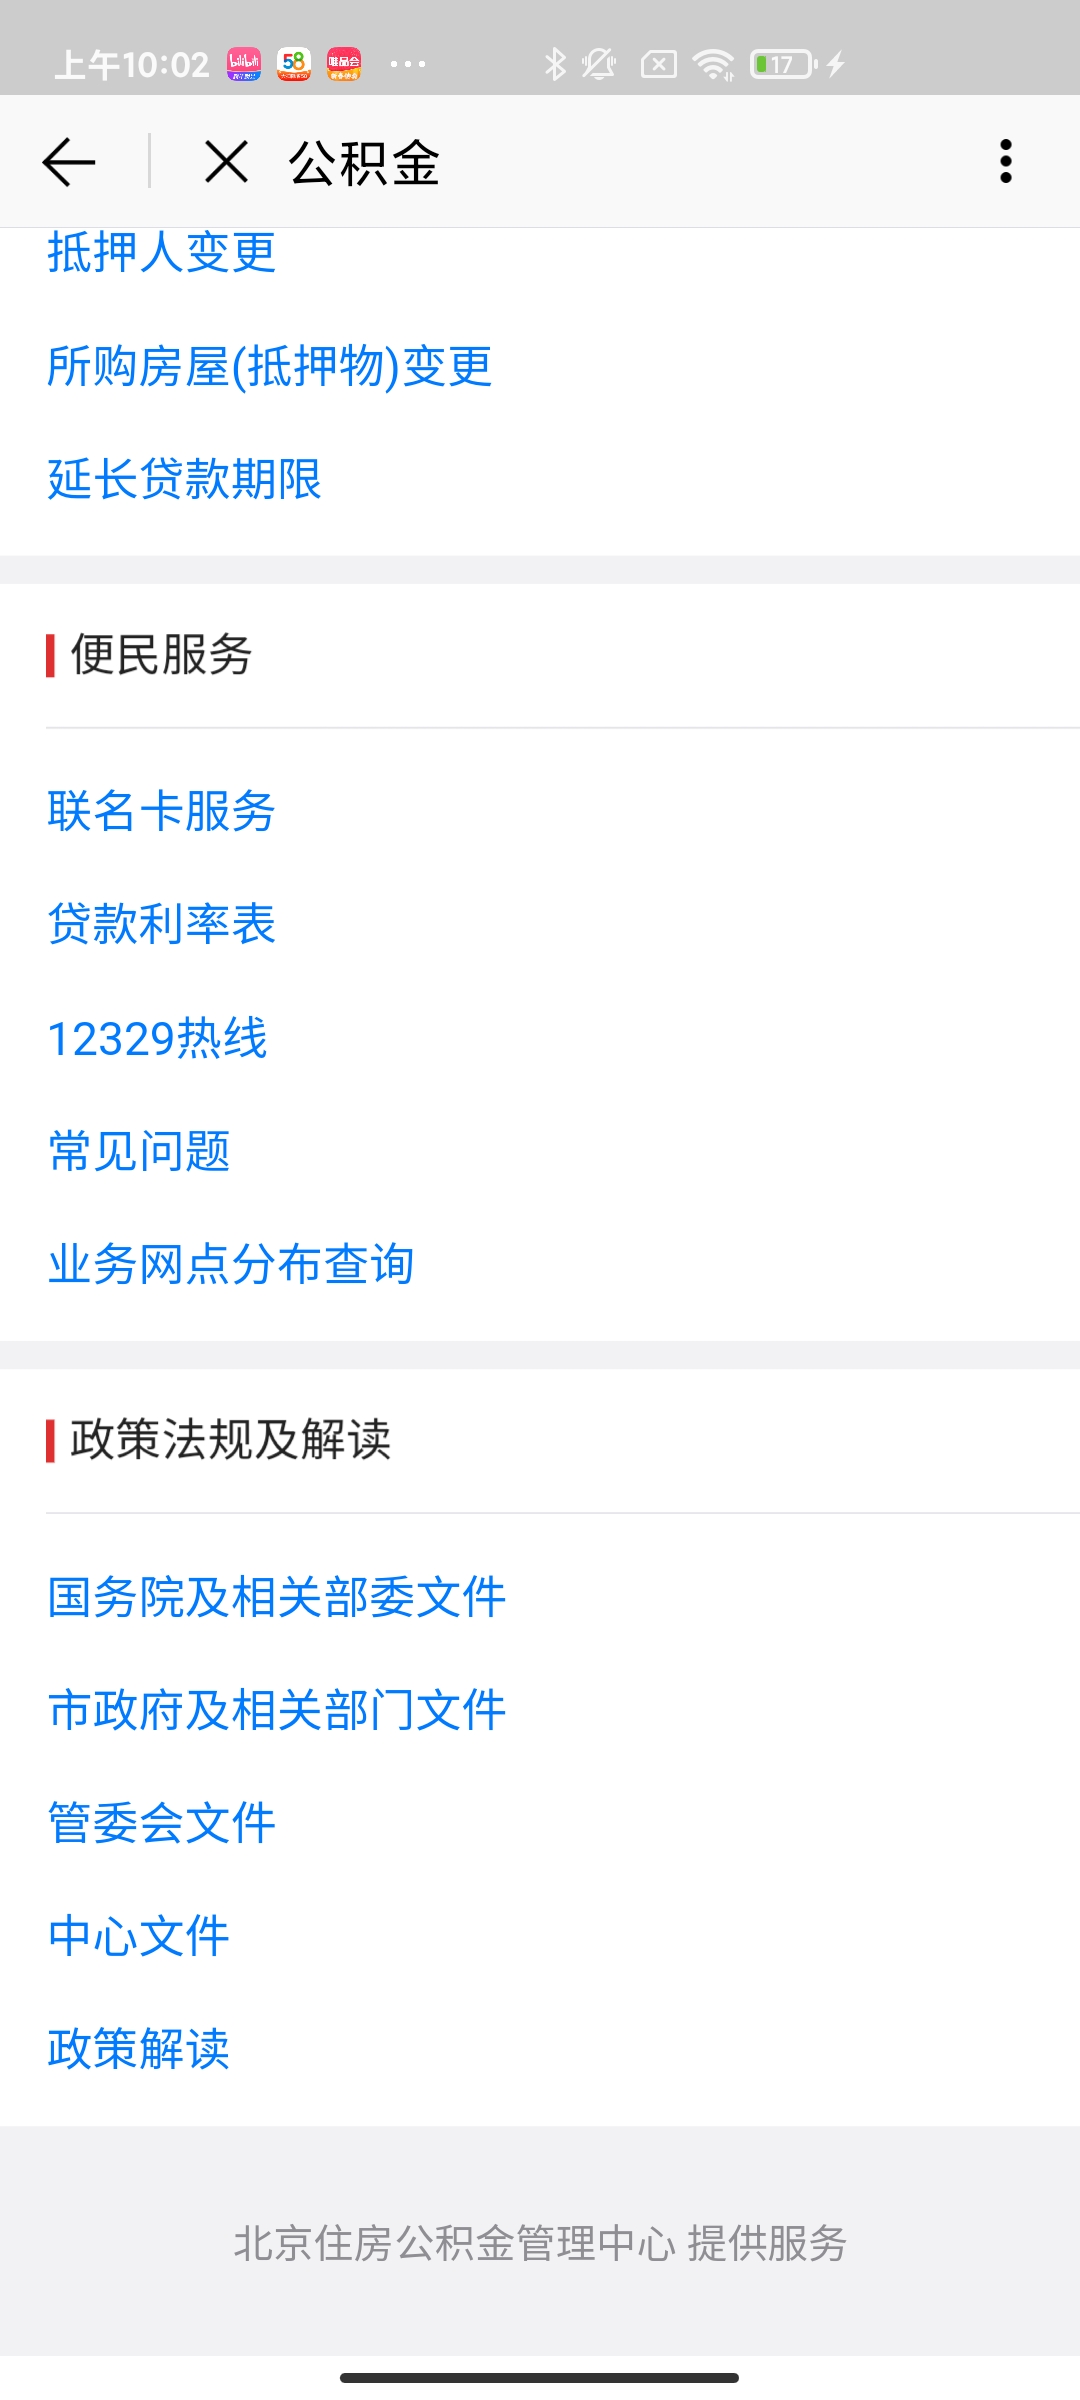 上午10:02
bilibili
58
唯品会
17
公积金
抵押人变更
所购房屋(抵押物)变更
延长贷款期限
便民服务
联名卡服务
贷款利率表
12329热线
常见问题
业务网点分布查询
政策法规及解读
国务院及相关部委文件
市政府及相关部门文件
管委会文件
中心文件
政策解读
北京住房公积金管理中心 提供服务